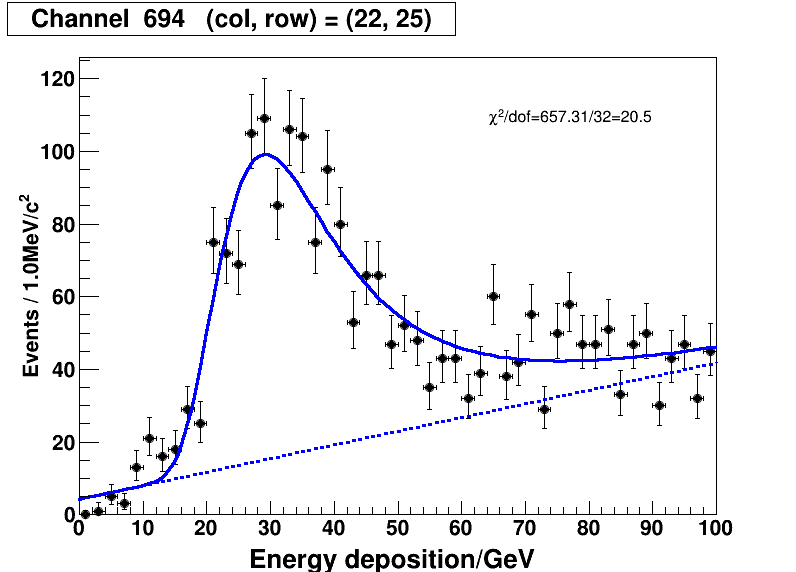 Channel 694 (col, row) = (22, 25)
χ²/dof=657.31/32=20.5
Events / 1.0MeV/c²
120
100
80
60
40
20
0
0 10 20 30 40 50 60 70 80 90 100
Energy deposition/GeV